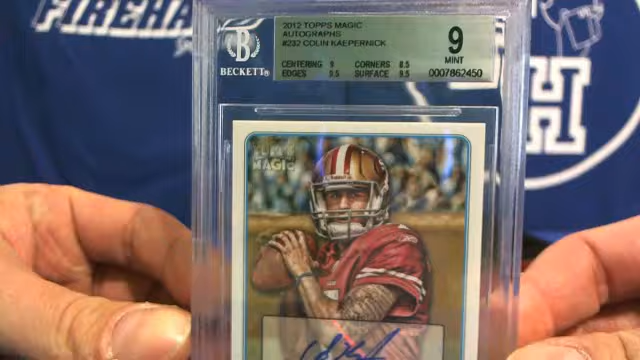 FIREHA
2012 TOPPS MAGIC
AUTOGRAPHS
#232 COLIN KAEPERNICK
CENTERING 9 CORNERS 8.5
EDGES 9.5 SURFACE 9.5
9
MINT
0007862450
B
BECKETT®
H
TOPPS
MAGIC